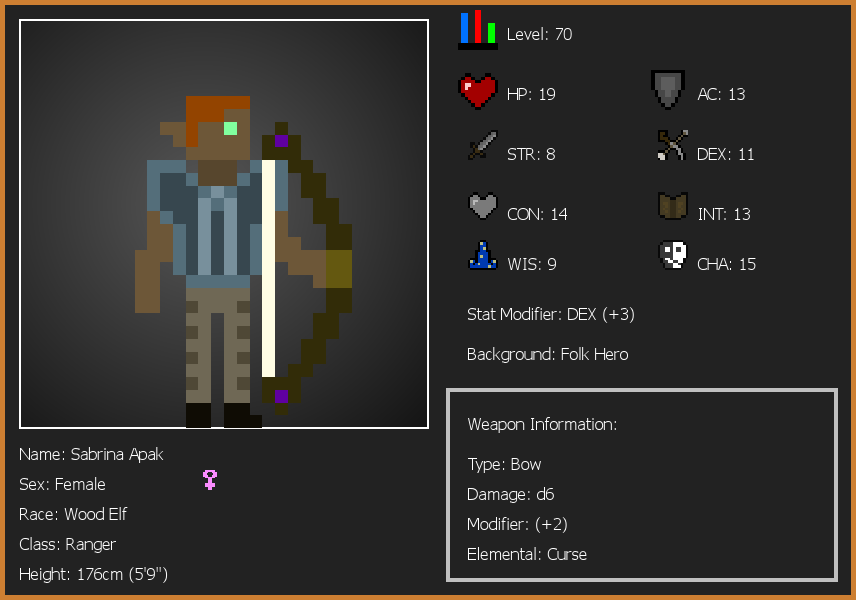 Level: 70
HP: 19
AC: 13
STR: 8
DEX: 11
CON: 14
INT: 13
WIS: 9
CHA: 15
Stat Modifier: DEX (+3)
Background: Folk Hero
Weapon Information:
Type: Bow
Damage: d6
Modifier: (+2)
Elemental: Curse
Name: Sabrina Apak
Sex: Female
Race: Wood Elf
Class: Ranger
Height: 176cm (5'9")